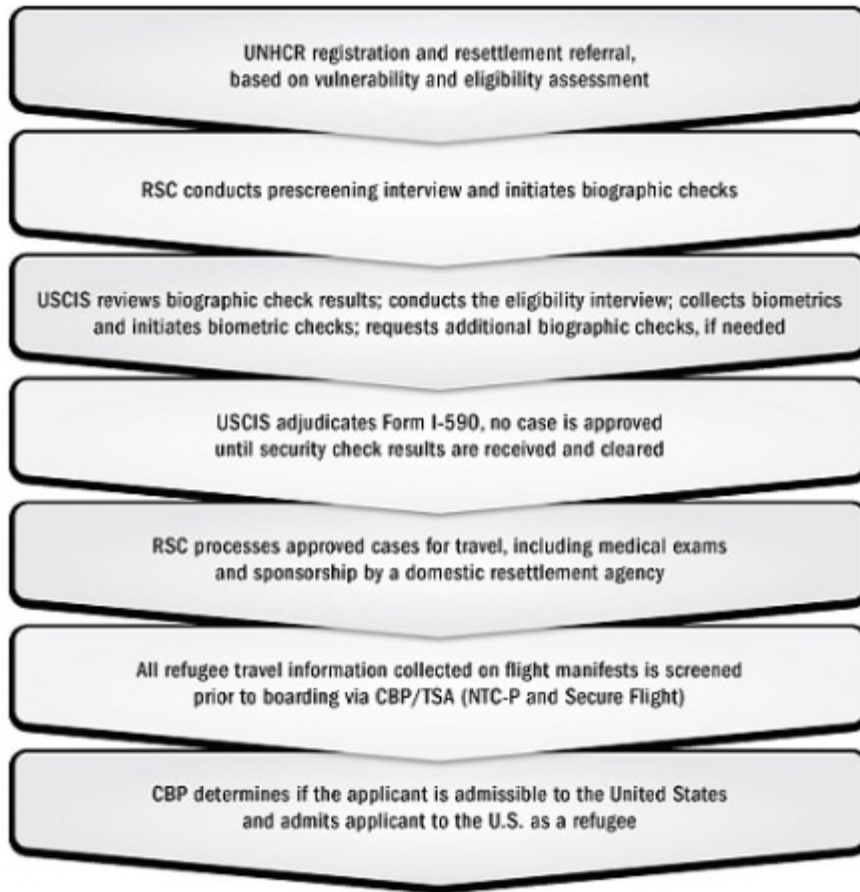 UNHCR registration and resettlement referral,
based on vulnerability and eligibility assessment
RSC conducts prescreening interview and initiates biographic checks
USCIS reviews biographic check results; conducts the eligibility interview; collects biometrics
and initiates biometric checks; requests additional biographic checks, if needed
USCIS adjudicates Form I-590, no case is approved
until security check results are received and cleared
RSC processes approved cases for travel, including medical exams
and sponsorship by a domestic resettlement agency
All refugee travel information collected on flight manifests is screened
prior to boarding via CBP/TSA (NTC-P and Secure Flight)
CBP determines if the applicant is admissible to the United States
and admits applicant to the U.S. as a refugee